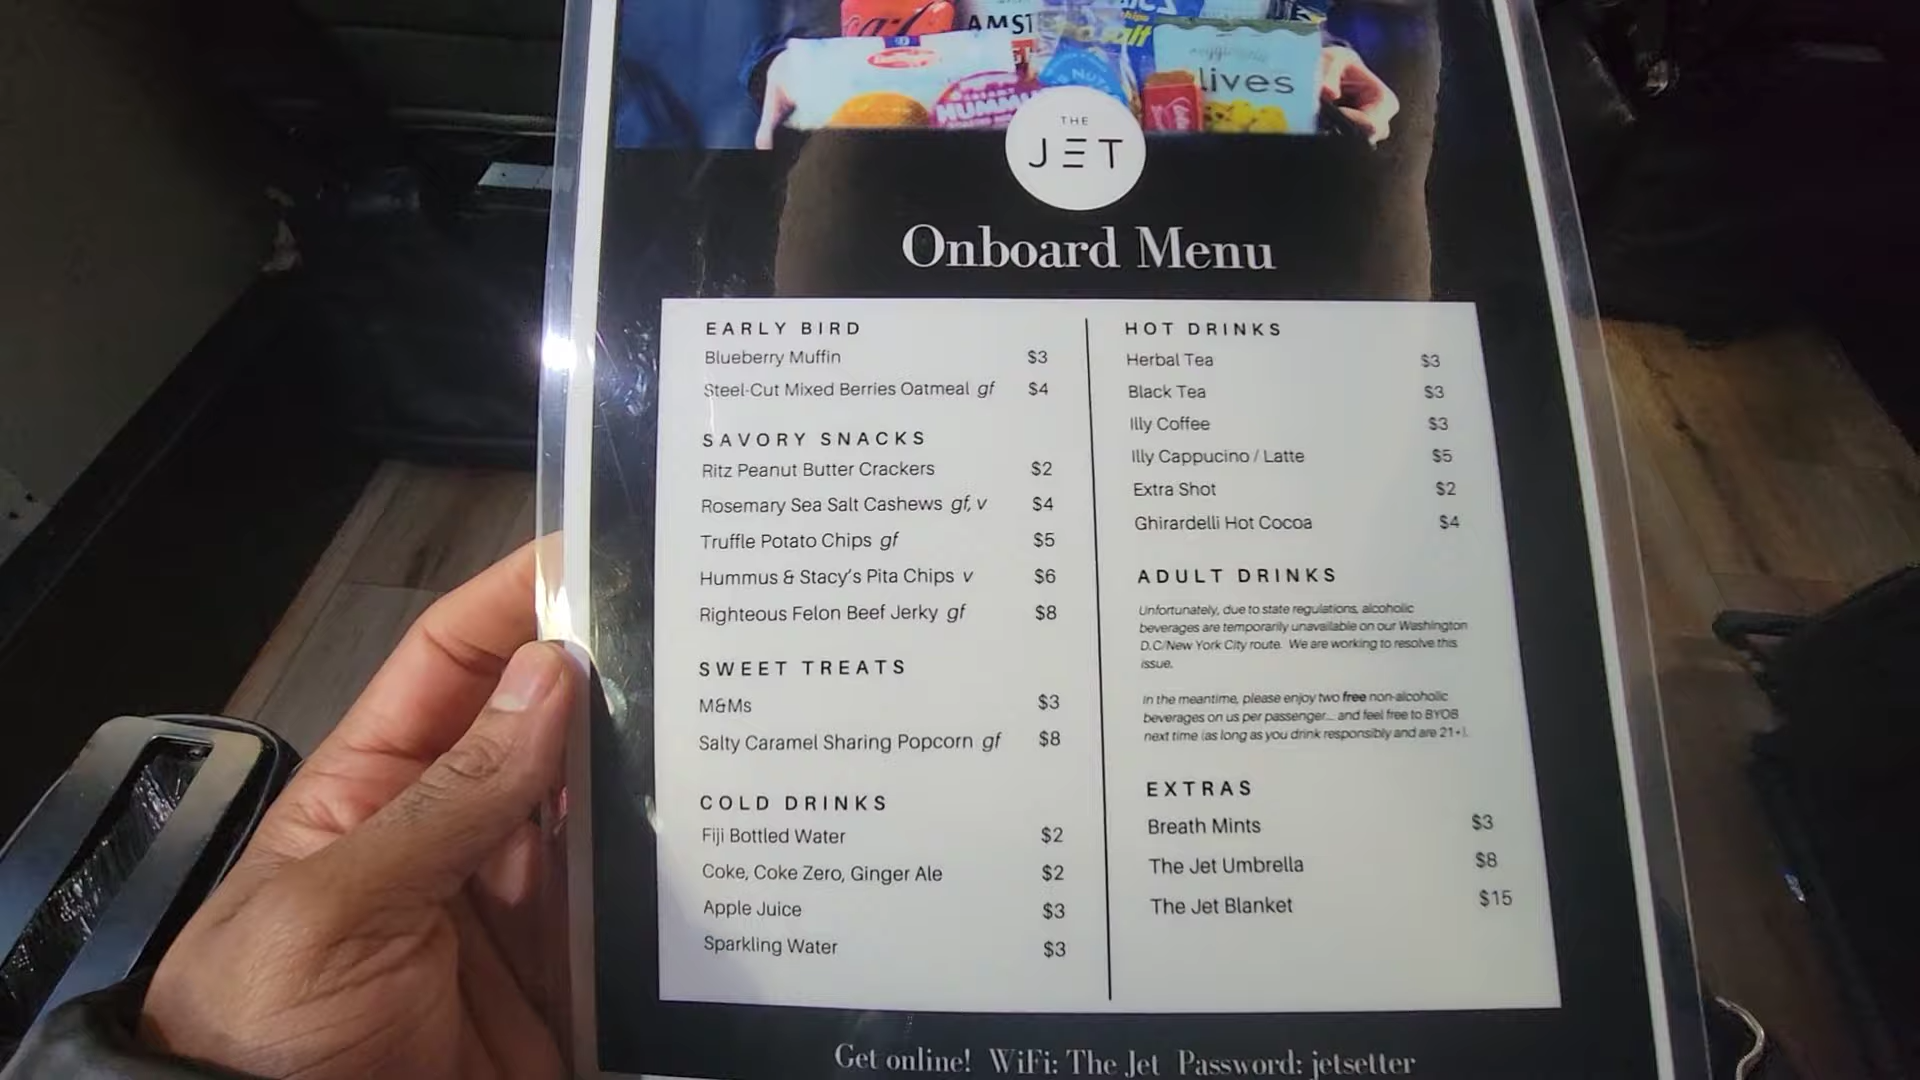 AMST
salt
lives
HUMMU
NUT
THE
JET
Onboard Menu
EARLY BIRD
Blueberry Muffin $3
Steel-Cut Mixed Berries Oatmeal gf $4
SAVORY SNACKS
Ritz Peanut Butter Crackers $2
Rosemary Sea Salt Cashews gf, v $4
Truffle Potato Chips gf $5
Hummus & Stacy's Pita Chips v $6
Righteous Felon Beef Jerky gf $8
SWEET TREATS
M&Ms $3
Salty Caramel Sharing Popcorn gf $8
COLD DRINKS
Fiji Bottled Water $2
Coke, Coke Zero, Ginger Ale $2
Apple Juice $3
Sparkling Water $3
HOT DRINKS
Herbal Tea $3
Black Tea $3
Illy Coffee $3
Illy Cappucino / Latte $5
Extra Shot $2
Ghirardelli Hot Cocoa $4
ADULT DRINKS
Unfortunately, due to state regulations, alcoholic
beverages are temporarily unavailable on our Washington
D.C/New York City route. We are working to resolve this
issue.
In the meantime, please enjoy two free non-alcoholic
beverages on us per passenger... and feel free to BYOB
next time (as long as you drink responsibly and are 21+).
EXTRAS
Breath Mints $3
The Jet Umbrella $8
The Jet Blanket $15
Get online! WiFi: The Jet Password: jetsetter